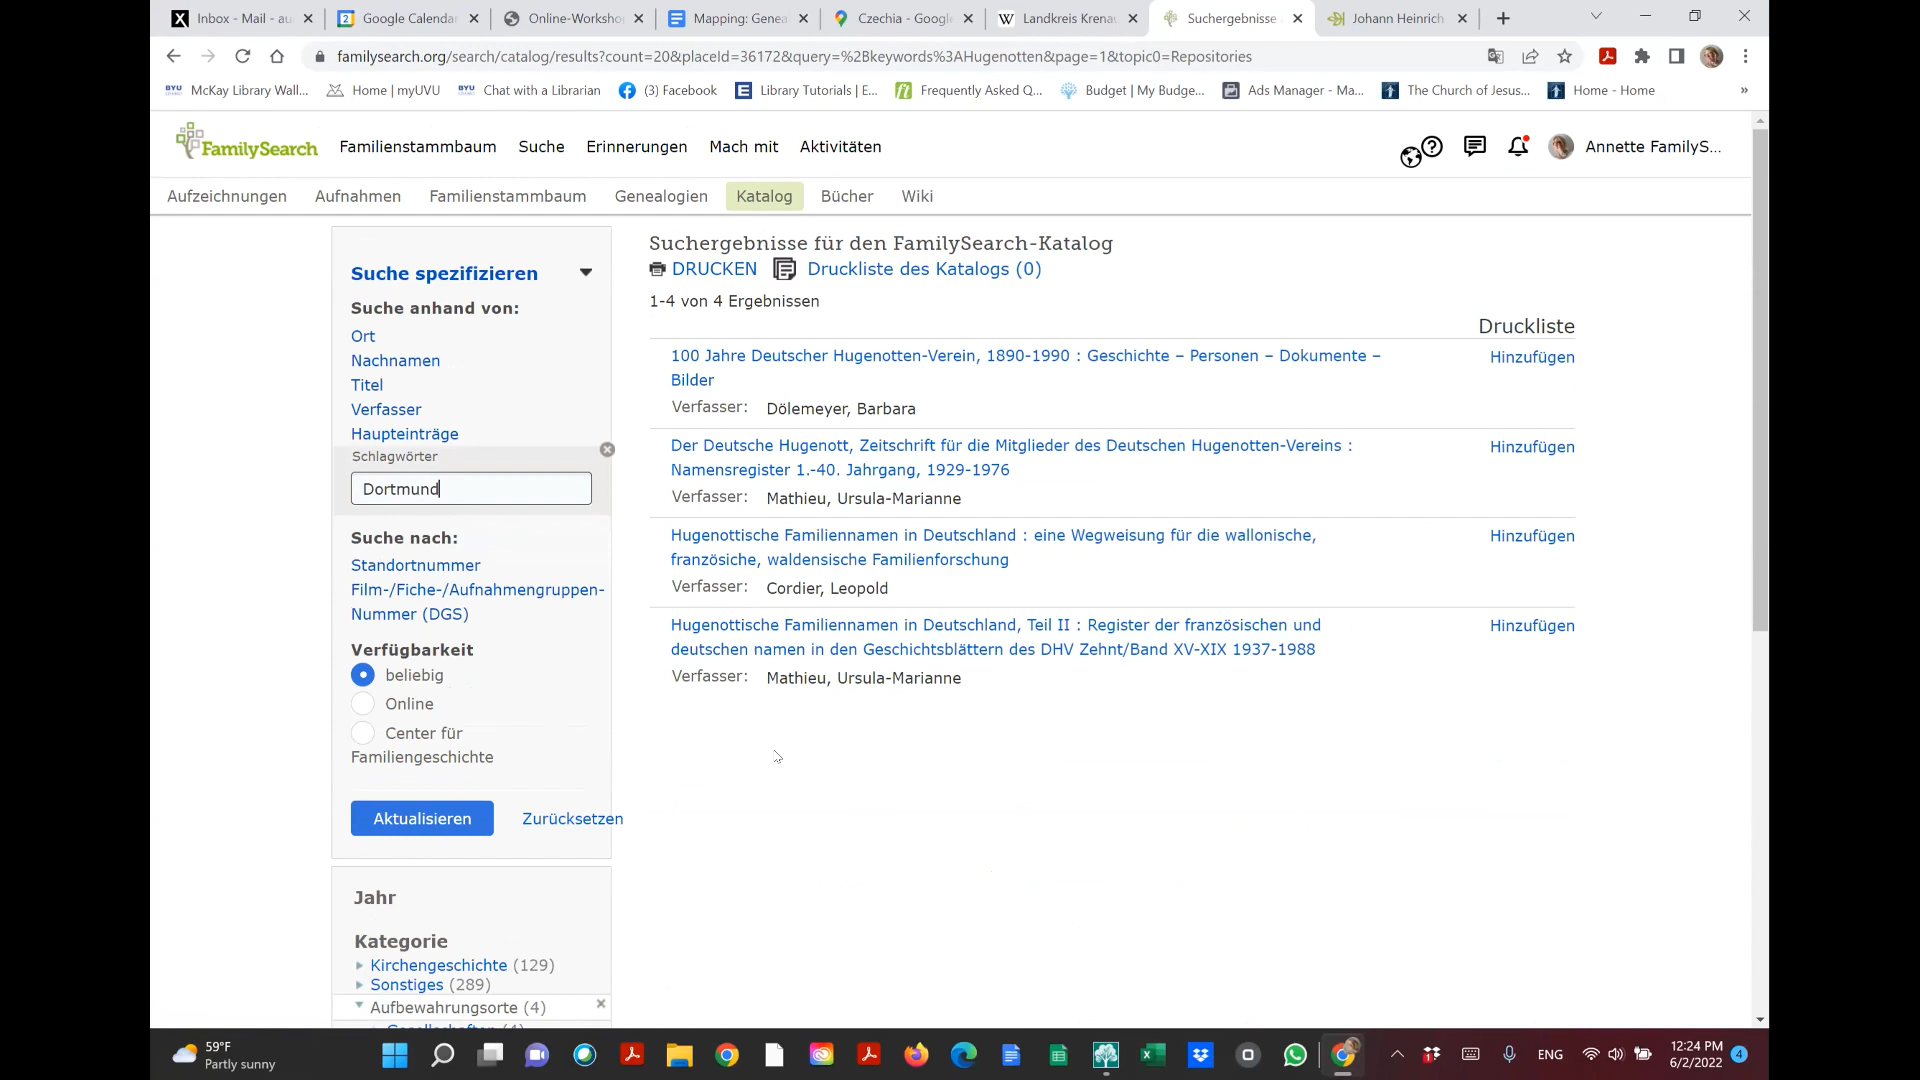 Inbox - Mail - au
Google Calenda
Online-Worksho
Mapping: Genea
Czechia - Google
Landkreis Krenau
Suchergebnisse
Johann Heinrich
familysearch.org/search/catalog/results?count=20&placeId=36172&query=%2Bkeywords%3AHugenotten&page=1&topic0=Repositories
McKay Library Wall...
Home | myUVU
Chat with a Librarian
(3) Facebook
Library Tutorials | E...
Frequently Asked Q...
Budget | My Budge...
Ads Manager - Ma...
The Church of Jesus...
Home - Home
»
FamilySearch
Familienstammbaum
Suche
Erinnerungen
Mach mit
Aktivitäten
Annette FamilyS...
Aufzeichnungen
Aufnahmen
Familienstammbaum
Genealogien
Katalog
Bücher
Wiki
Suche spezifizieren
Suche anhand von:
Ort
Nachnamen
Titel
Verfasser
Haupteinträge
Schlagwörter
Dortmund
Suche nach:
Standortnummer
Film-/Fiche-/Aufnahmengruppen-
Nummer (DGS)
Verfügbarkeit
beliebig
Online
Center für
Familiengeschichte
Aktualisieren
Zurücksetzen
Jahr
Kategorie
Kirchengeschichte (129)
Sonstiges (289)
Aufbewahrungsorte (4)
Suchergebnisse für den FamilySearch-Katalog
DRUCKEN
Druckliste des Katalogs (0)
1-4 von 4 Ergebnissen
Druckliste
100 Jahre Deutscher Hugenotten-Verein, 1890-1990 : Geschichte – Personen – Dokumente –
Bilder
Hinzufügen
Verfasser: Dölemeyer, Barbara
Der Deutsche Hugenott, Zeitschrift für die Mitglieder des Deutschen Hugenotten-Vereins :
Namensregister 1.-40. Jahrgang, 1929-1976
Hinzufügen
Verfasser: Mathieu, Ursula-Marianne
Hugenottische Familiennamen in Deutschland : eine Wegweisung für die wallonische,
französiche, waldensische Familienforschung
Hinzufügen
Verfasser: Cordier, Leopold
Hugenottische Familiennamen in Deutschland, Teil II : Register der französischen und
deutschen namen in den Geschichtsblättern des DHV Zehnt/Band XV-XIX 1937-1988
Hinzufügen
Verfasser: Mathieu, Ursula-Marianne
59°F
Partly sunny
ENG
12:24 PM
6/2/2022
4